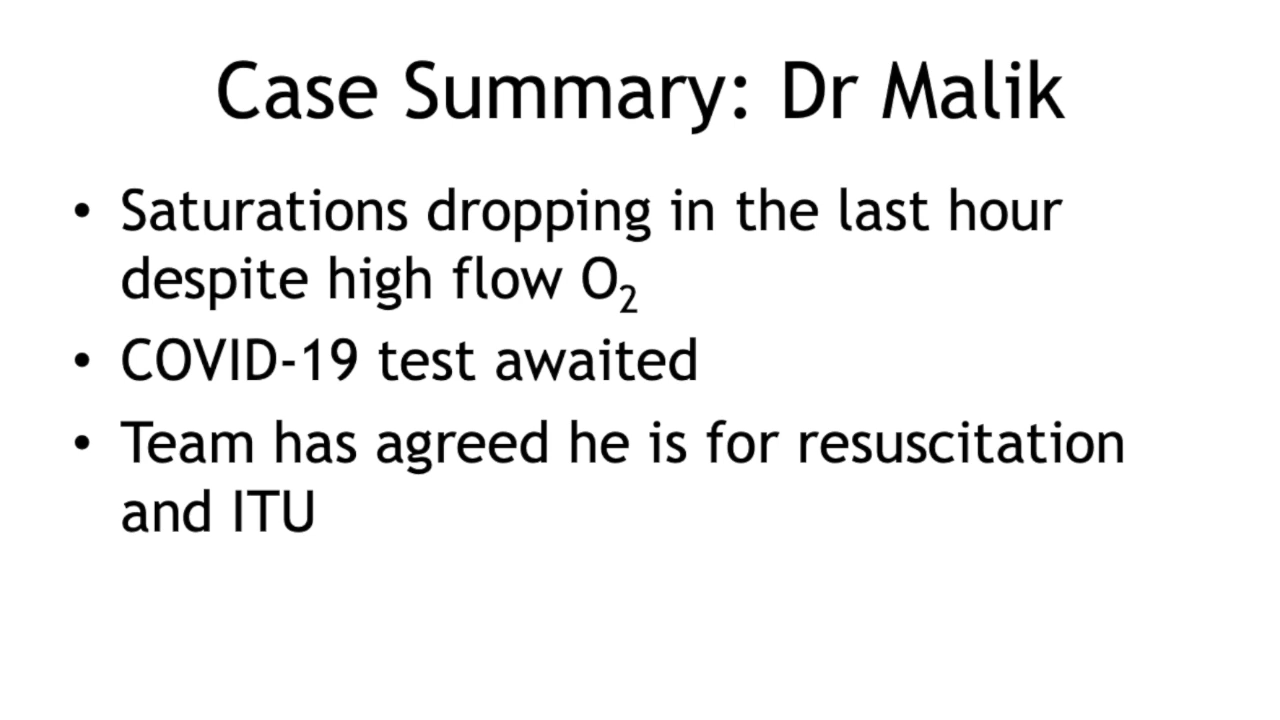 Case Summary: Dr Malik
• Saturations dropping in the last hour
despite high flow O₂
• COVID-19 test awaited
• Team has agreed he is for resuscitation
and ITU